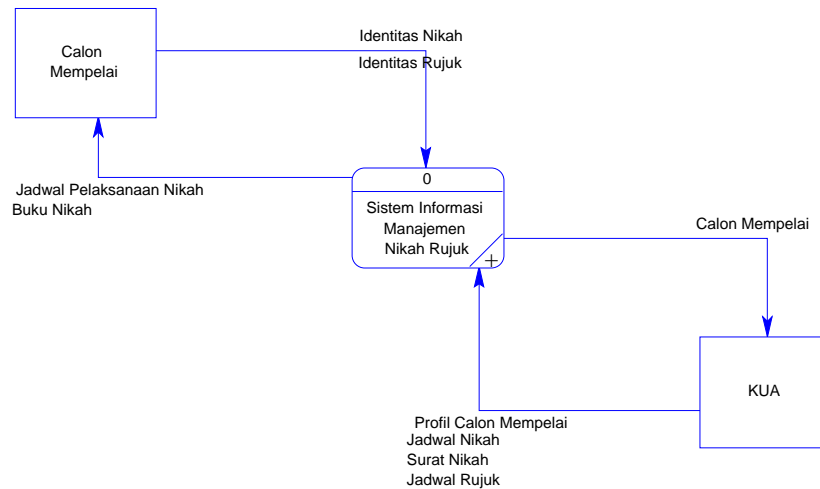 Calon
Mempelai
Identitas Nikah
Identitas Rujuk
Jadwal Pelaksanaan Nikah
Buku Nikah
0
Sistem Informasi
Manajemen
Nikah Rujuk
+
Calon Mempelai
KUA
Profil Calon Mempelai
Jadwal Nikah
Surat Nikah
Jadwal Rujuk